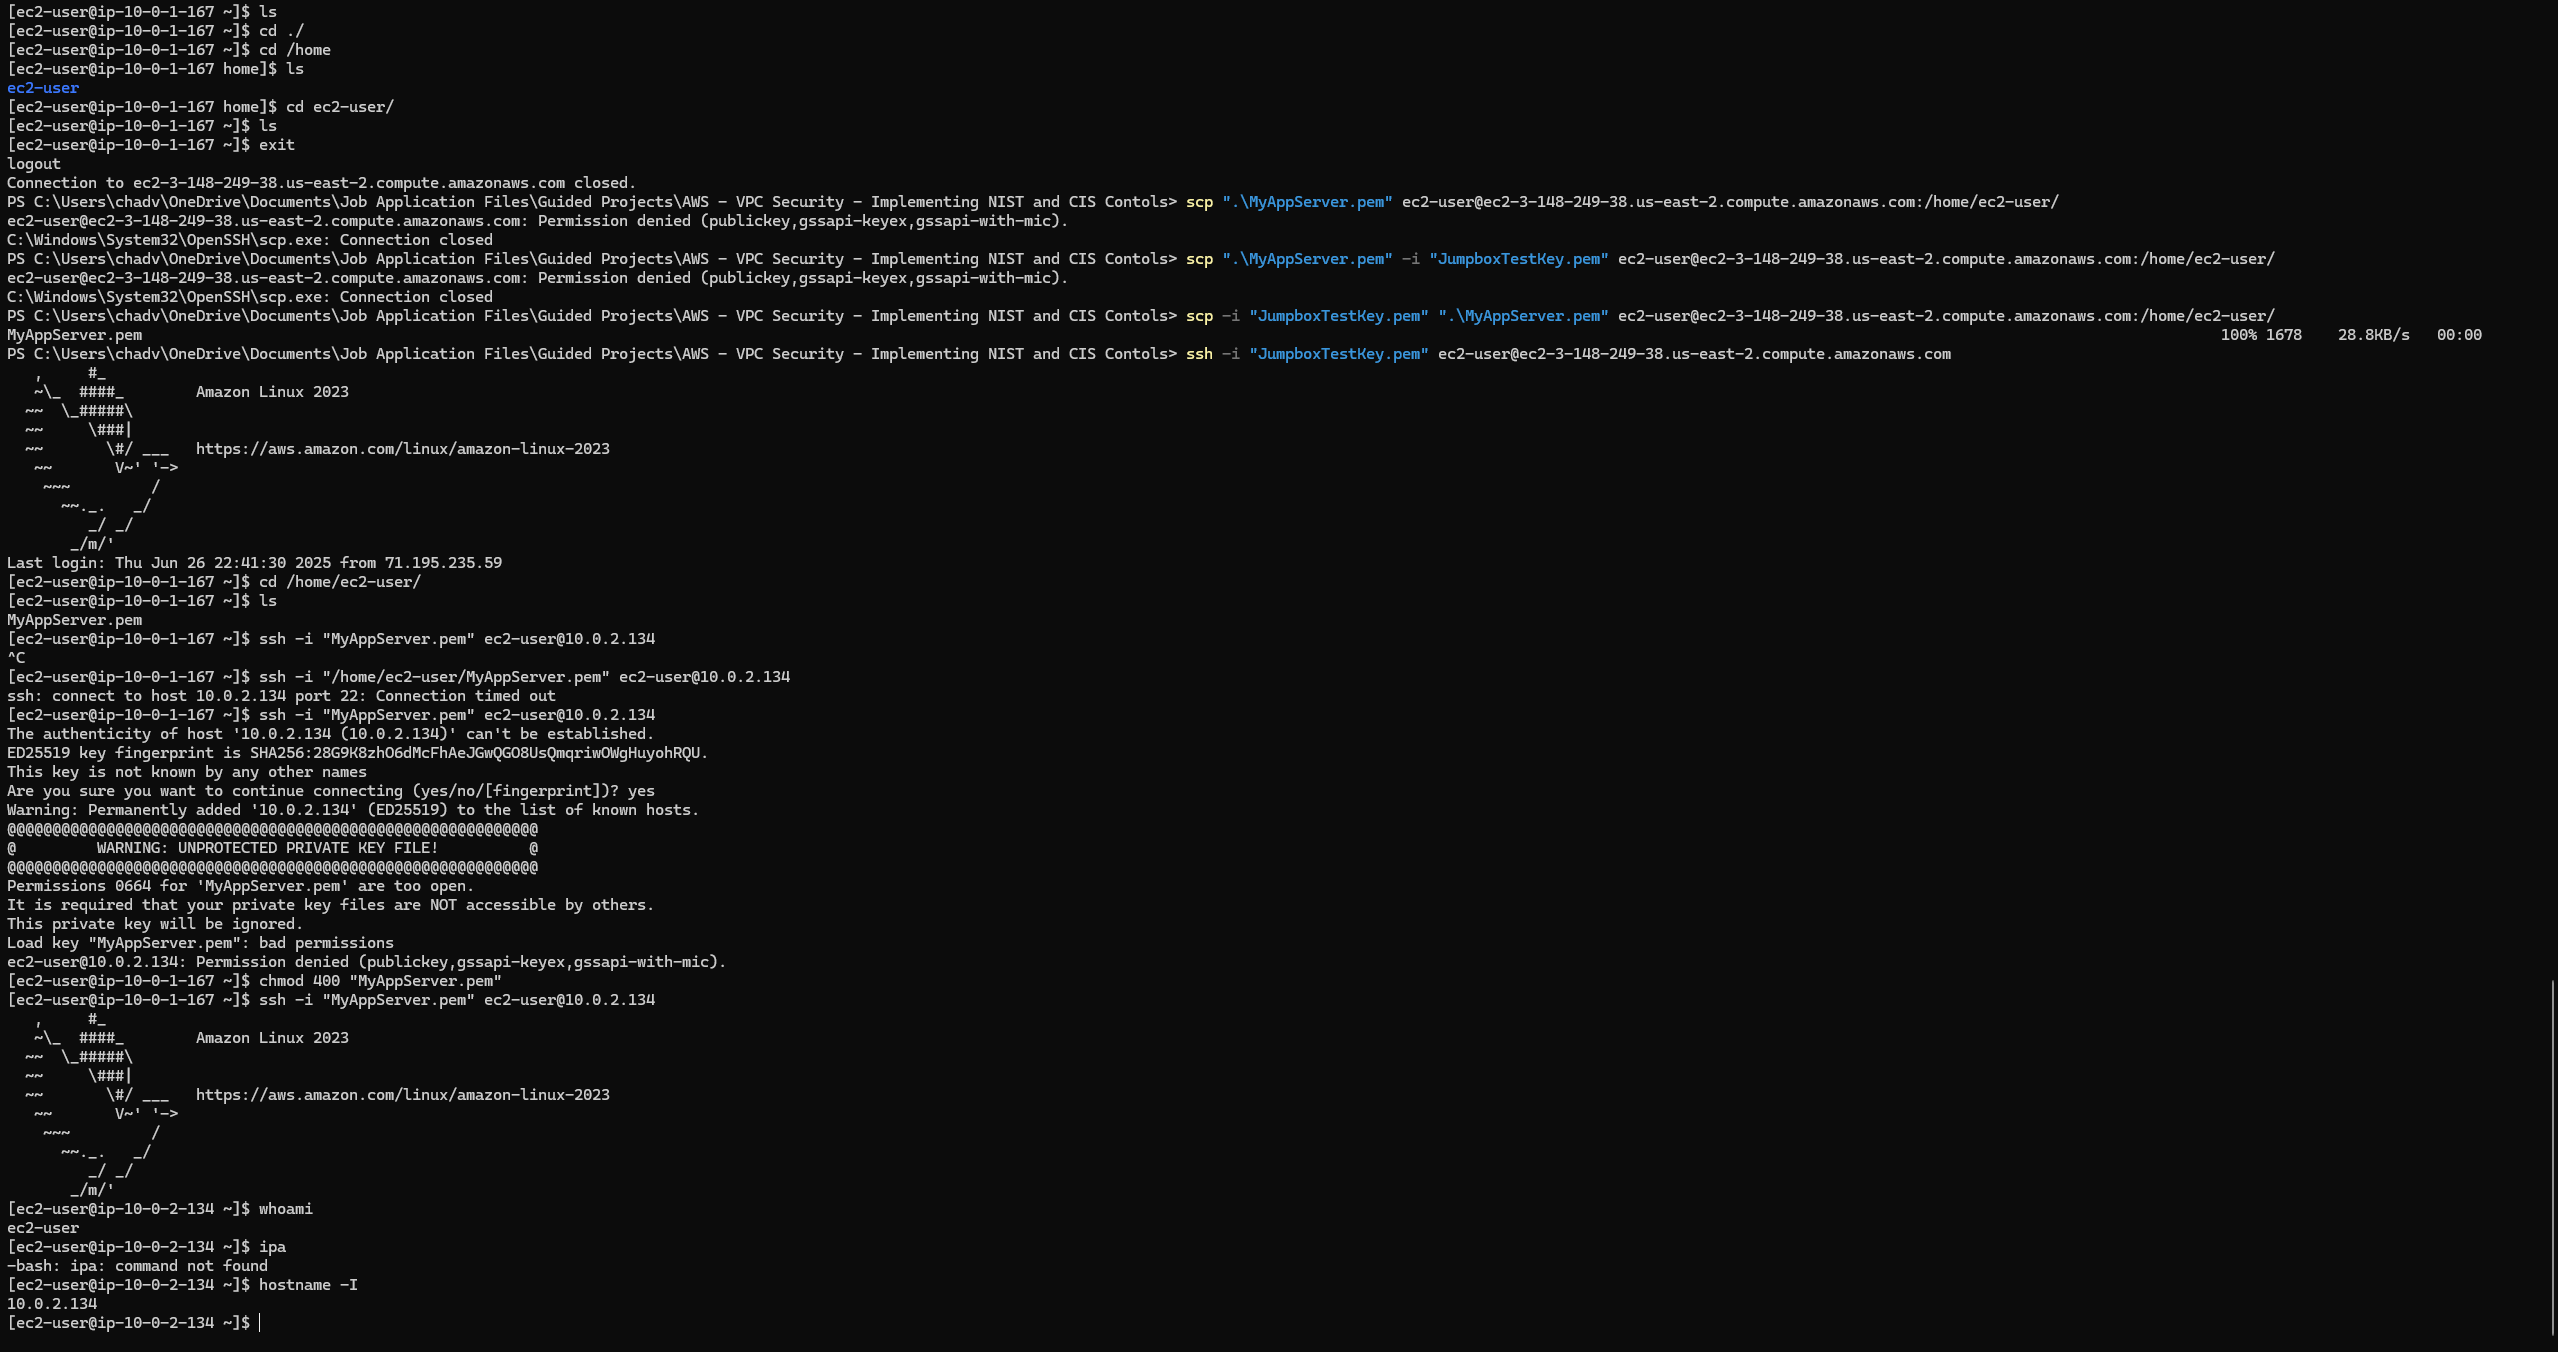 [ec2-user@ip-10-0-1-167 ~]$ ls
[ec2-user@ip-10-0-1-167 ~]$ cd ./
[ec2-user@ip-10-0-1-167 ~]$ cd /home
[ec2-user@ip-10-0-1-167 home]$ ls
ec2-user
[ec2-user@ip-10-0-1-167 home]$ cd ec2-user/
[ec2-user@ip-10-0-1-167 ~]$ ls
[ec2-user@ip-10-0-1-167 ~]$ exit
logout
Connection to ec2-3-148-249-38.us-east-2.compute.amazonaws.com closed.
PS C:\Users\chadv\OneDrive\Documents\Job Application Files\Guided Projects\AWS - VPC Security - Implementing NIST and CIS Contols> scp ".\MyAppServer.pem" ec2-user@ec2-3-148-249-38.us-east-2.compute.amazonaws.com:/home/ec2-user/
ec2-user@ec2-3-148-249-38.us-east-2.compute.amazonaws.com: Permission denied (publickey,gssapi-keyex,gssapi-with-mic).
C:\Windows\System32\OpenSSH\scp.exe: Connection closed
PS C:\Users\chadv\OneDrive\Documents\Job Application Files\Guided Projects\AWS - VPC Security - Implementing NIST and CIS Contols> scp ".\MyAppServer.pem" -i "JumpboxTestKey.pem" ec2-user@ec2-3-148-249-38.us-east-2.compute.amazonaws.com:/home/ec2-user/
ec2-user@ec2-3-148-249-38.us-east-2.compute.amazonaws.com: Permission denied (publickey,gssapi-keyex,gssapi-with-mic).
C:\Windows\System32\OpenSSH\scp.exe: Connection closed
PS C:\Users\chadv\OneDrive\Documents\Job Application Files\Guided Projects\AWS - VPC Security - Implementing NIST and CIS Contols> scp -i "JumpboxTestKey.pem" ".\MyAppServer.pem" ec2-user@ec2-3-148-249-38.us-east-2.compute.amazonaws.com:/home/ec2-user/
MyAppServer.pem 100% 1678 28.8KB/s 00:00
PS C:\Users\chadv\OneDrive\Documents\Job Application Files\Guided Projects\AWS - VPC Security - Implementing NIST and CIS Contols> ssh -i "JumpboxTestKey.pem" ec2-user@ec2-3-148-249-38.us-east-2.compute.amazonaws.com
   ,     #_
   ~\_  ####_        Amazon Linux 2023
  ~~  \_#####\
  ~~     \###|
  ~~       \#/ ___   https://aws.amazon.com/linux/amazon-linux-2023
   ~~       V~' '->
    ~~~         /
      ~~._.   _/
         _/ _/
       _/m/'
Last login: Thu Jun 26 22:41:30 2025 from 71.195.235.59
[ec2-user@ip-10-0-1-167 ~]$ cd /home/ec2-user/
[ec2-user@ip-10-0-1-167 ~]$ ls
MyAppServer.pem
[ec2-user@ip-10-0-1-167 ~]$ ssh -i "MyAppServer.pem" ec2-user@10.0.2.134
^C
[ec2-user@ip-10-0-1-167 ~]$ ssh -i "/home/ec2-user/MyAppServer.pem" ec2-user@10.0.2.134
ssh: connect to host 10.0.2.134 port 22: Connection timed out
[ec2-user@ip-10-0-1-167 ~]$ ssh -i "MyAppServer.pem" ec2-user@10.0.2.134
The authenticity of host '10.0.2.134 (10.0.2.134)' can't be established.
ED25519 key fingerprint is SHA256:28G9K8zhO6dMcFhAeJGwQGO8UsQmqriwOWgHuyohRQU.
This key is not known by any other names
Are you sure you want to continue connecting (yes/no/[fingerprint])? yes
Warning: Permanently added '10.0.2.134' (ED25519) to the list of known hosts.
@@@@@@@@@@@@@@@@@@@@@@@@@@@@@@@@@@@@@@@@@@@@@@@@@@@@@@@@@@@
@         WARNING: UNPROTECTED PRIVATE KEY FILE!          @
@@@@@@@@@@@@@@@@@@@@@@@@@@@@@@@@@@@@@@@@@@@@@@@@@@@@@@@@@@@
Permissions 0664 for 'MyAppServer.pem' are too open.
It is required that your private key files are NOT accessible by others.
This private key will be ignored.
Load key "MyAppServer.pem": bad permissions
ec2-user@10.0.2.134: Permission denied (publickey,gssapi-keyex,gssapi-with-mic).
[ec2-user@ip-10-0-1-167 ~]$ chmod 400 "MyAppServer.pem"
[ec2-user@ip-10-0-1-167 ~]$ ssh -i "MyAppServer.pem" ec2-user@10.0.2.134
   ,     #_
   ~\_  ####_        Amazon Linux 2023
  ~~  \_#####\
  ~~     \###|
  ~~       \#/ ___   https://aws.amazon.com/linux/amazon-linux-2023
   ~~       V~' '->
    ~~~         /
      ~~._.   _/
         _/ _/
       _/m/'
[ec2-user@ip-10-0-2-134 ~]$ whoami
ec2-user
[ec2-user@ip-10-0-2-134 ~]$ ipa
-bash: ipa: command not found
[ec2-user@ip-10-0-2-134 ~]$ hostname -I
10.0.2.134
[ec2-user@ip-10-0-2-134 ~]$